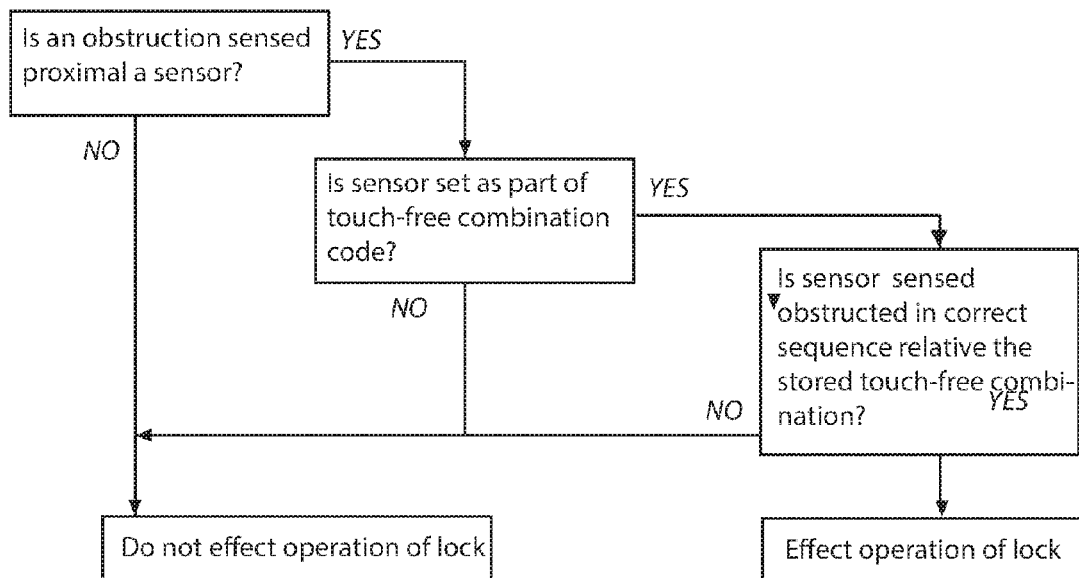 Is an obstruction sensed
proximal a sensor?
YES
NO
Is sensor set as part of
touch-free combination
code?
YES
NO
Is sensor sensed
obstructed in correct
sequence relative the
stored touch-free combi-
nation?
YES
NO
Do not effect operation of lock
Effect operation of lock